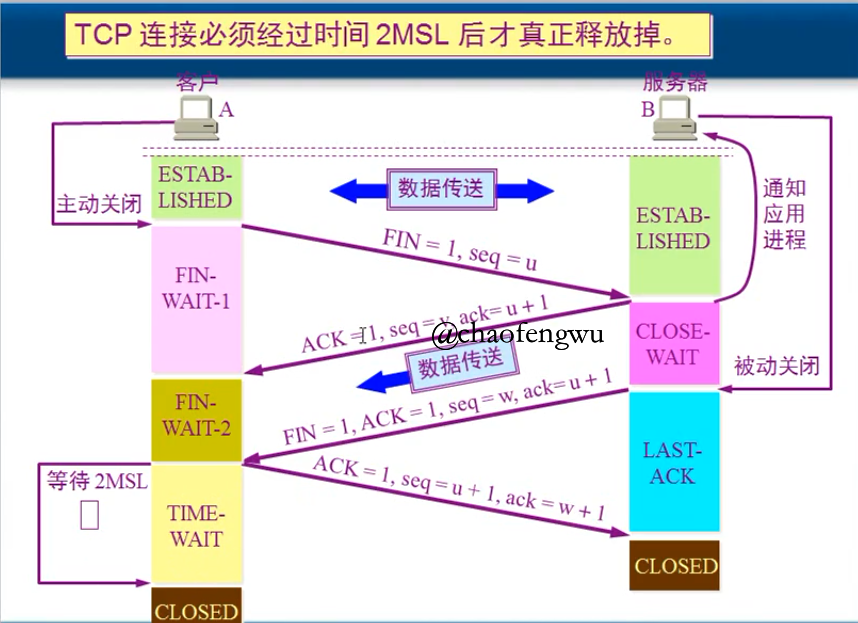 TCP 连接必须经过时间 2MSL 后才真正释放掉。
客户
A
服务器
B
ESTAB-
LISHED
数据传送
ESTAB-
LISHED
通知
应用
进程
主动关闭
FIN = 1, seq = u
FIN-
WAIT-1
ACK = 1, seq = v, ack= u + 1
@chaofengwu
CLOSE-
WAIT
数据传送
被动关闭
FIN-
WAIT-2
FIN = 1, ACK = 1, seq = w, ack= u + 1
LAST-
ACK
等待 2MSL
ACK = 1, seq = u + 1, ack = w + 1
TIME-
WAIT
CLOSED
CLOSED